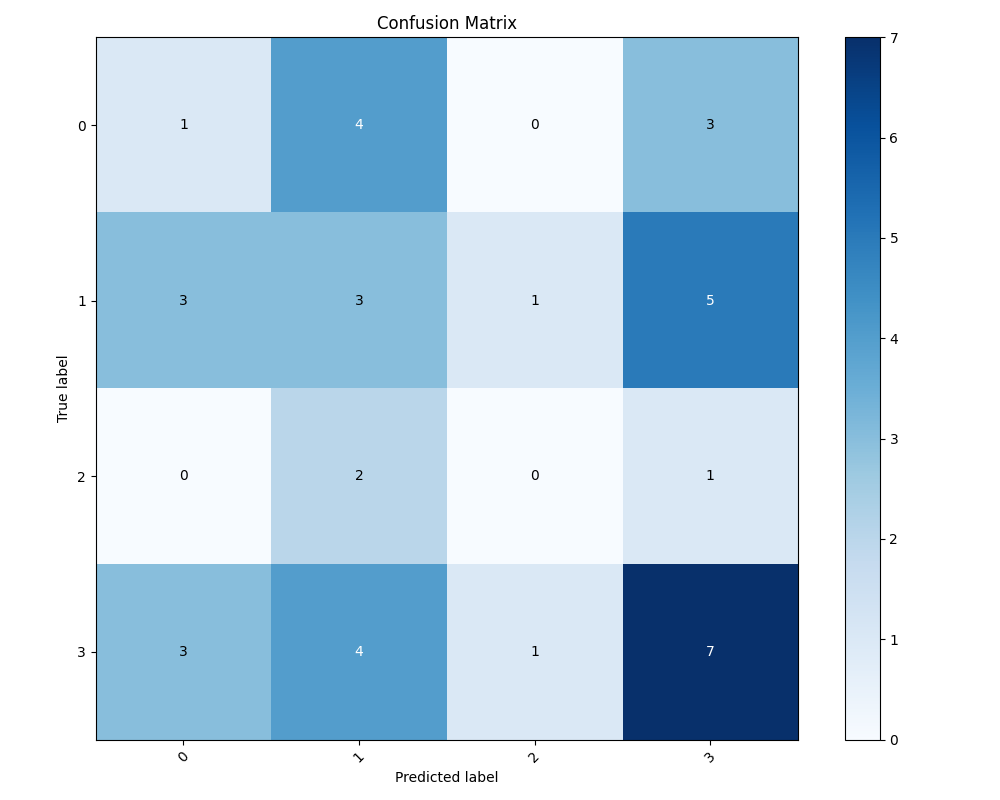 Confusion Matrix
0 1 4 0 3
1 3 3 1 5
2 0 2 0 1
3 3 4 1 7
0 1 2 3
Predicted label
True label
7
6
5
4
3
2
1
0